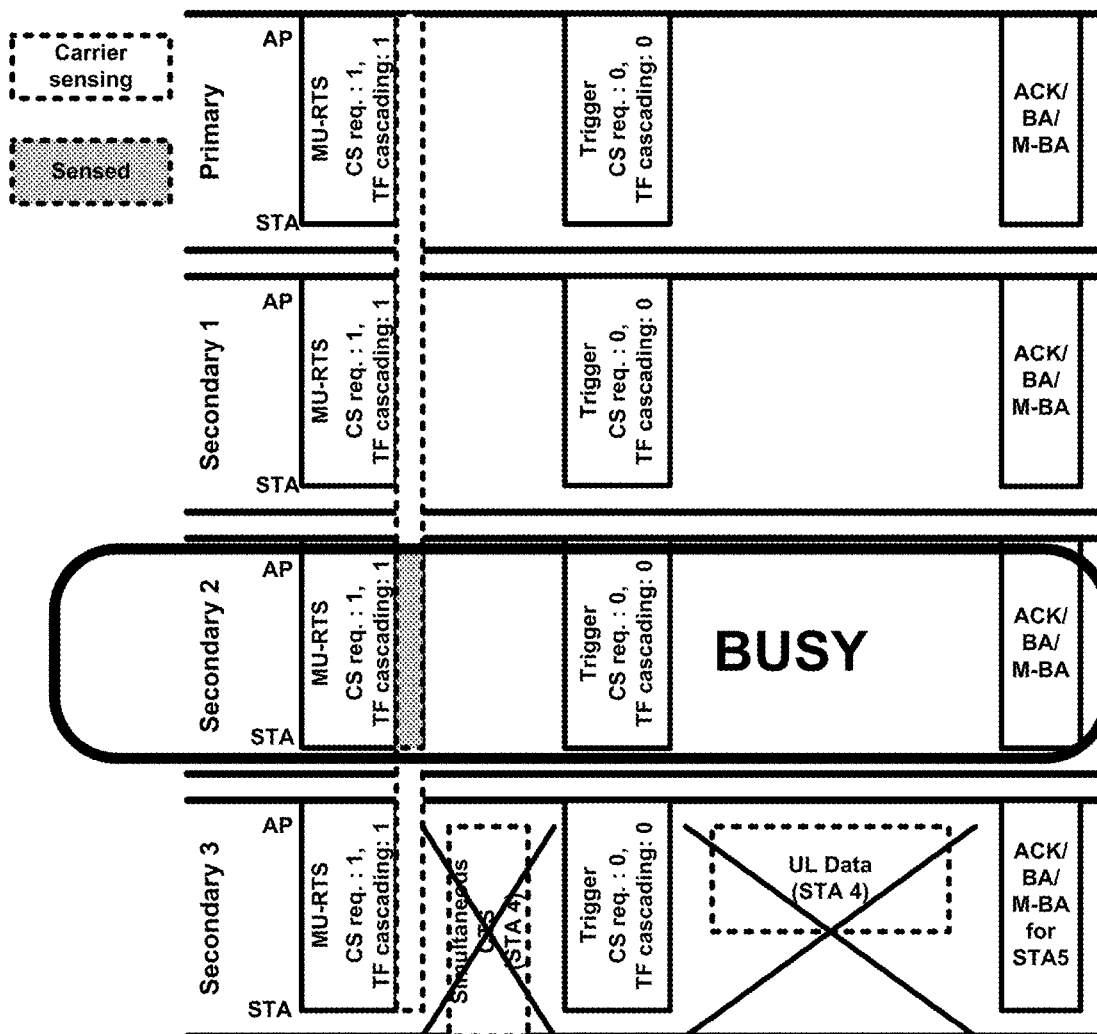 Carrier
sensing
Sensed
Primary
AP
STA
MU-RTS
CS req. : 1,
TF cascading: 1
Trigger
CS req. : 0,
TF cascading: 0
ACK/
BA/
M-BA
Secondary 1
AP
STA
MU-RTS
CS req. : 1,
TF cascading: 1
Trigger
CS req. : 0,
TF cascading: 0
ACK/
BA/
M-BA
Secondary 2
AP
STA
MU-RTS
CS req. : 1,
TF cascading: 1
Trigger
CS req. : 0,
TF cascading: 0
BUSY
ACK/
BA/
M-BA
Secondary 3
AP
STA
MU-RTS
CS req. : 1,
TF cascading: 1
Simultaneous
CTS
(STA 4)
Trigger
CS req. : 0,
TF cascading: 0
UL Data
(STA 4)
ACK/
BA/
M-BA
for
STA5